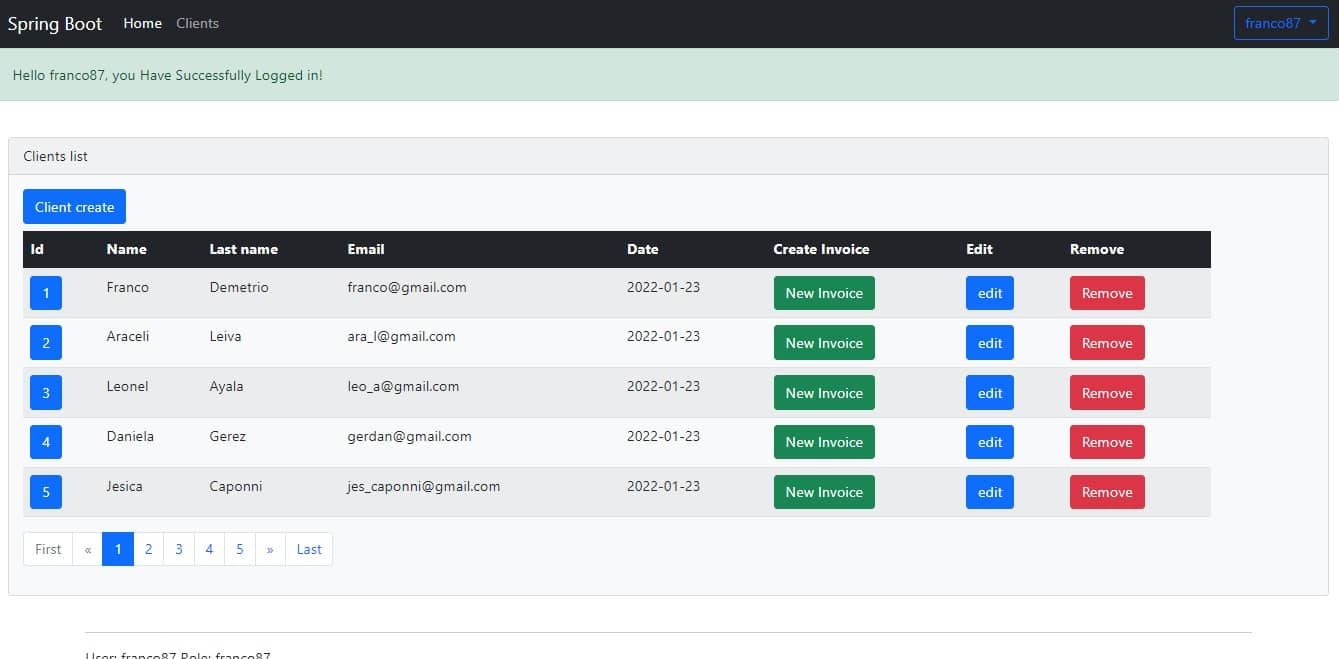 Spring Boot Home Clients franco87
Hello franco87, you Have Successfully Logged in!
Clients list
Client create
Id Name Last name Email Date Create Invoice Edit Remove
1 Franco Demetrio franco@gmail.com 2022-01-23 New Invoice edit Remove
2 Araceli Leiva ara_l@gmail.com 2022-01-23 New Invoice edit Remove
3 Leonel Ayala leo_a@gmail.com 2022-01-23 New Invoice edit Remove
4 Daniela Gerez gerdan@gmail.com 2022-01-23 New Invoice edit Remove
5 Jesica Caponni jes_caponni@gmail.com 2022-01-23 New Invoice edit Remove
First « 1 2 3 4 5 » Last
User: franco87 Role: franco87